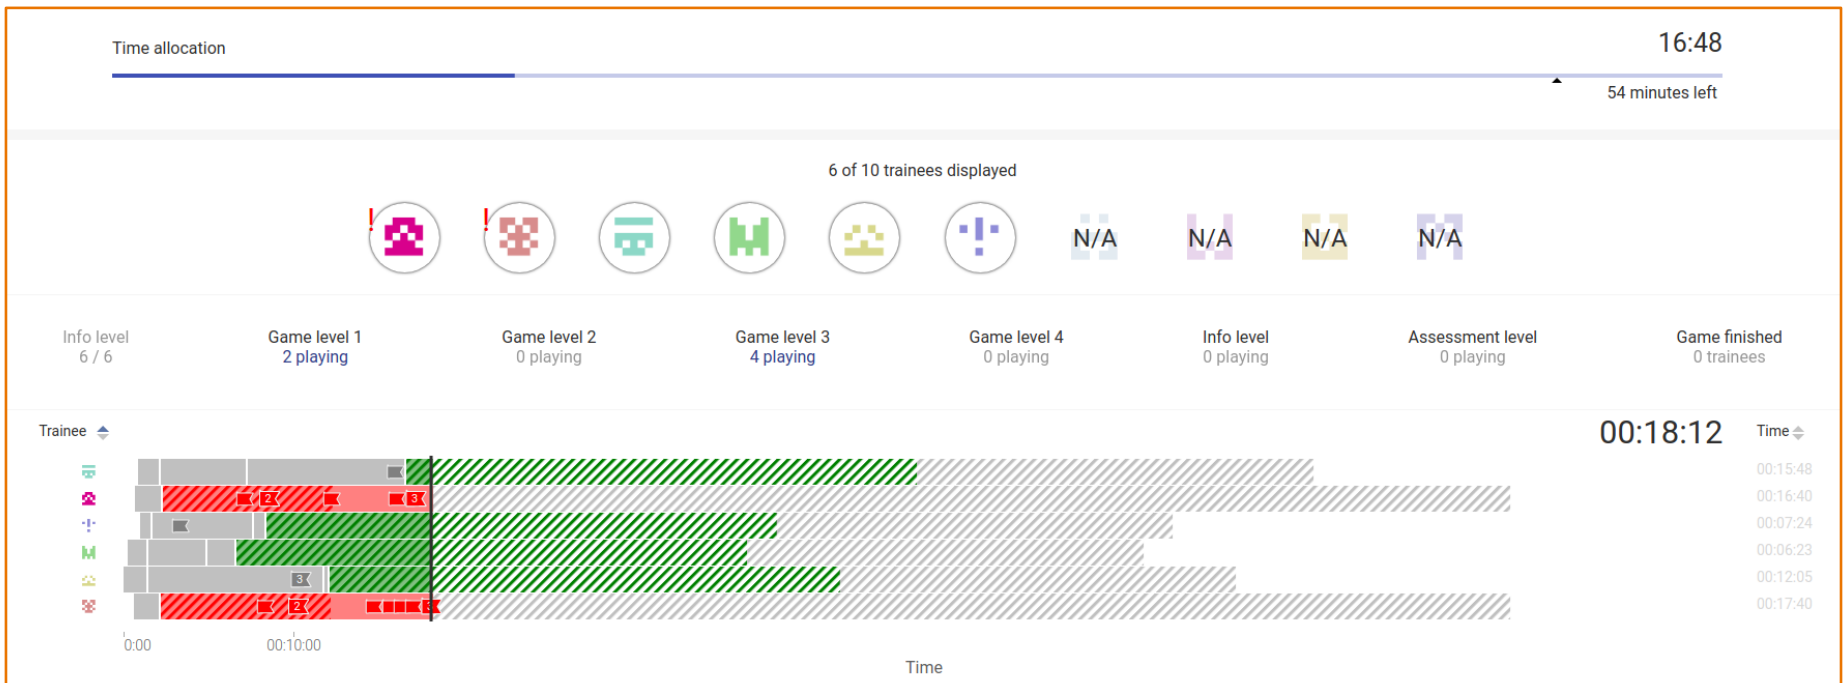 Time allocation 16:48
54 minutes left
6 of 10 trainees displayed
! ! N/A N/A N/A N/A
Info level Game level 1 Game level 2 Game level 3 Game level 4 Info level Assessment level Game finished
6 / 6 2 playing 0 playing 4 playing 0 playing 0 playing 0 playing 0 trainees
Trainee 00:18:12 Time
00:15:48
2 3 00:16:40
00:07:24
00:06:23
3 00:12:05
2 00:17:40
0:00 00:10:00
Time